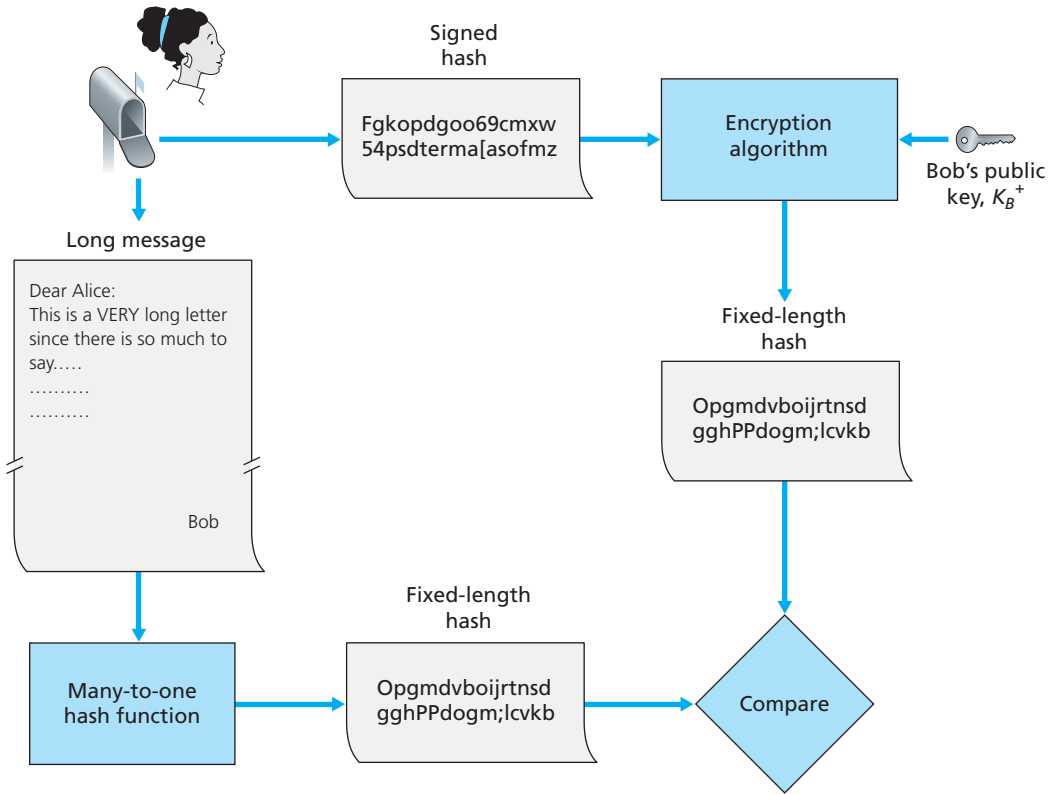 Signed
hash
Fgkopdgoo69cmxw
54psdterma[asofmz
Encryption
algorithm
Bob’s public
key, K_B^+
Long message
Dear Alice:
This is a VERY long letter
since there is so much to
say.....
..........
..........
Bob
Fixed-length
hash
Opgmdvboijrtnsd
gghPPdogm;lcvkb
Many-to-one
hash function
Fixed-length
hash
Opgmdvboijrtnsd
gghPPdogm;lcvkb
Compare